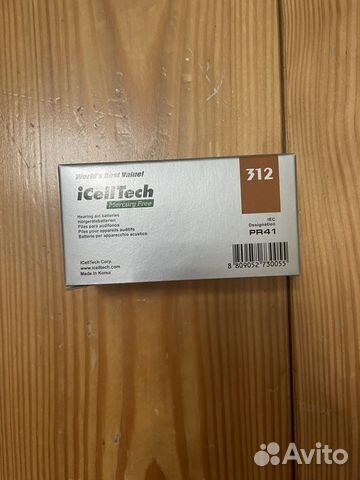 World's Best Value!
iCellTech
Mercury Free
Hearing aid batteries
Hörgerätebatterien
Pilas para audífonos
Piles pour appareils auditifs
Batterie per apparecchio acustico
iCellTech Corp.
www.icelltech.com
Made in Korea
312
IEC
Designation
PR41
8 809052 730055
Avito